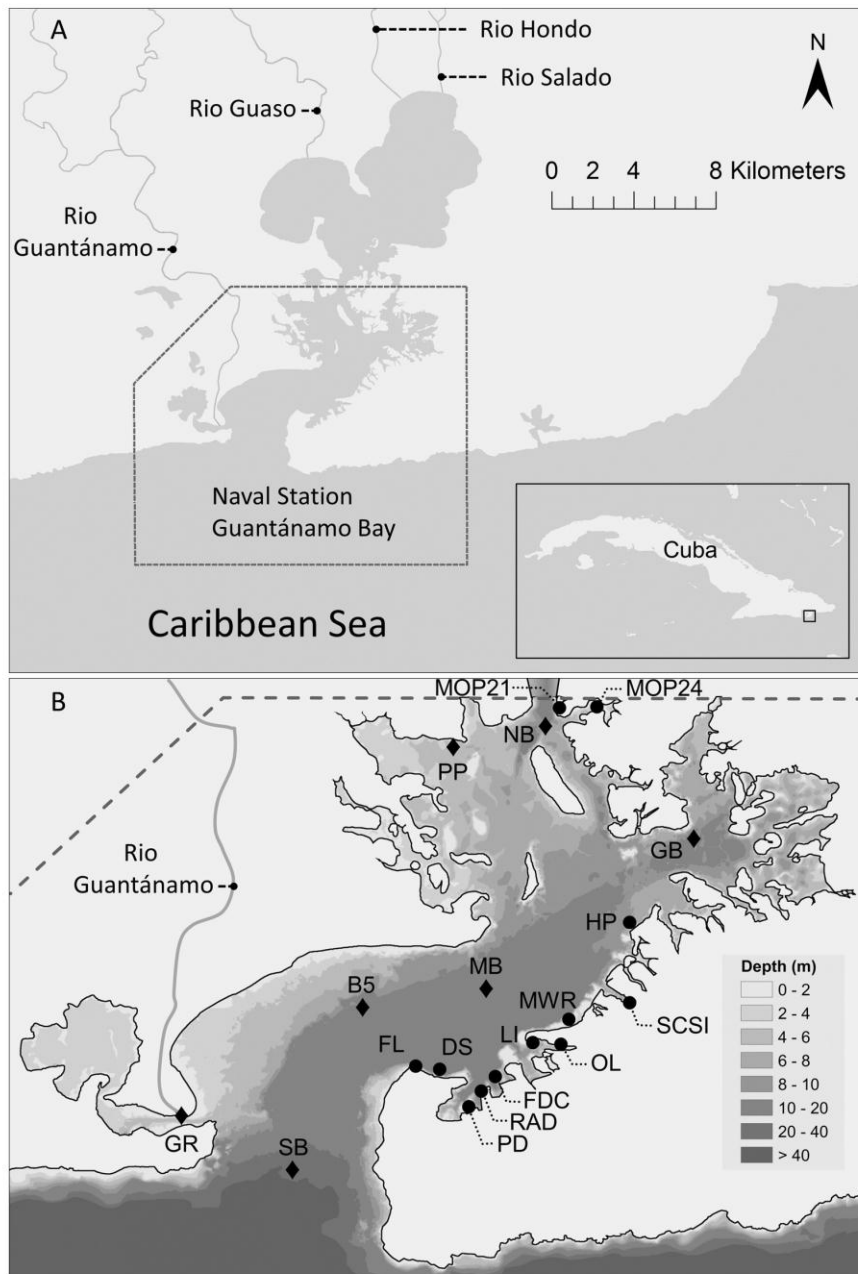 A
Rio Hondo
Rio Salado
N
Rio Guaso
0 2 4 8 Kilometers
Rio
Guantánamo
Naval Station
Guantánamo Bay
Cuba
Caribbean Sea
B
MOP21
MOP24
NB
PP
GB
Rio
Guantánamo
HP
MB
B5
MWR
SCSI
LI
OL
FL
DS
FDC
RAD
PD
GR
SB
Depth (m)
0 - 2
2 - 4
4 - 6
6 - 8
8 - 10
10 - 20
20 - 40
> 40